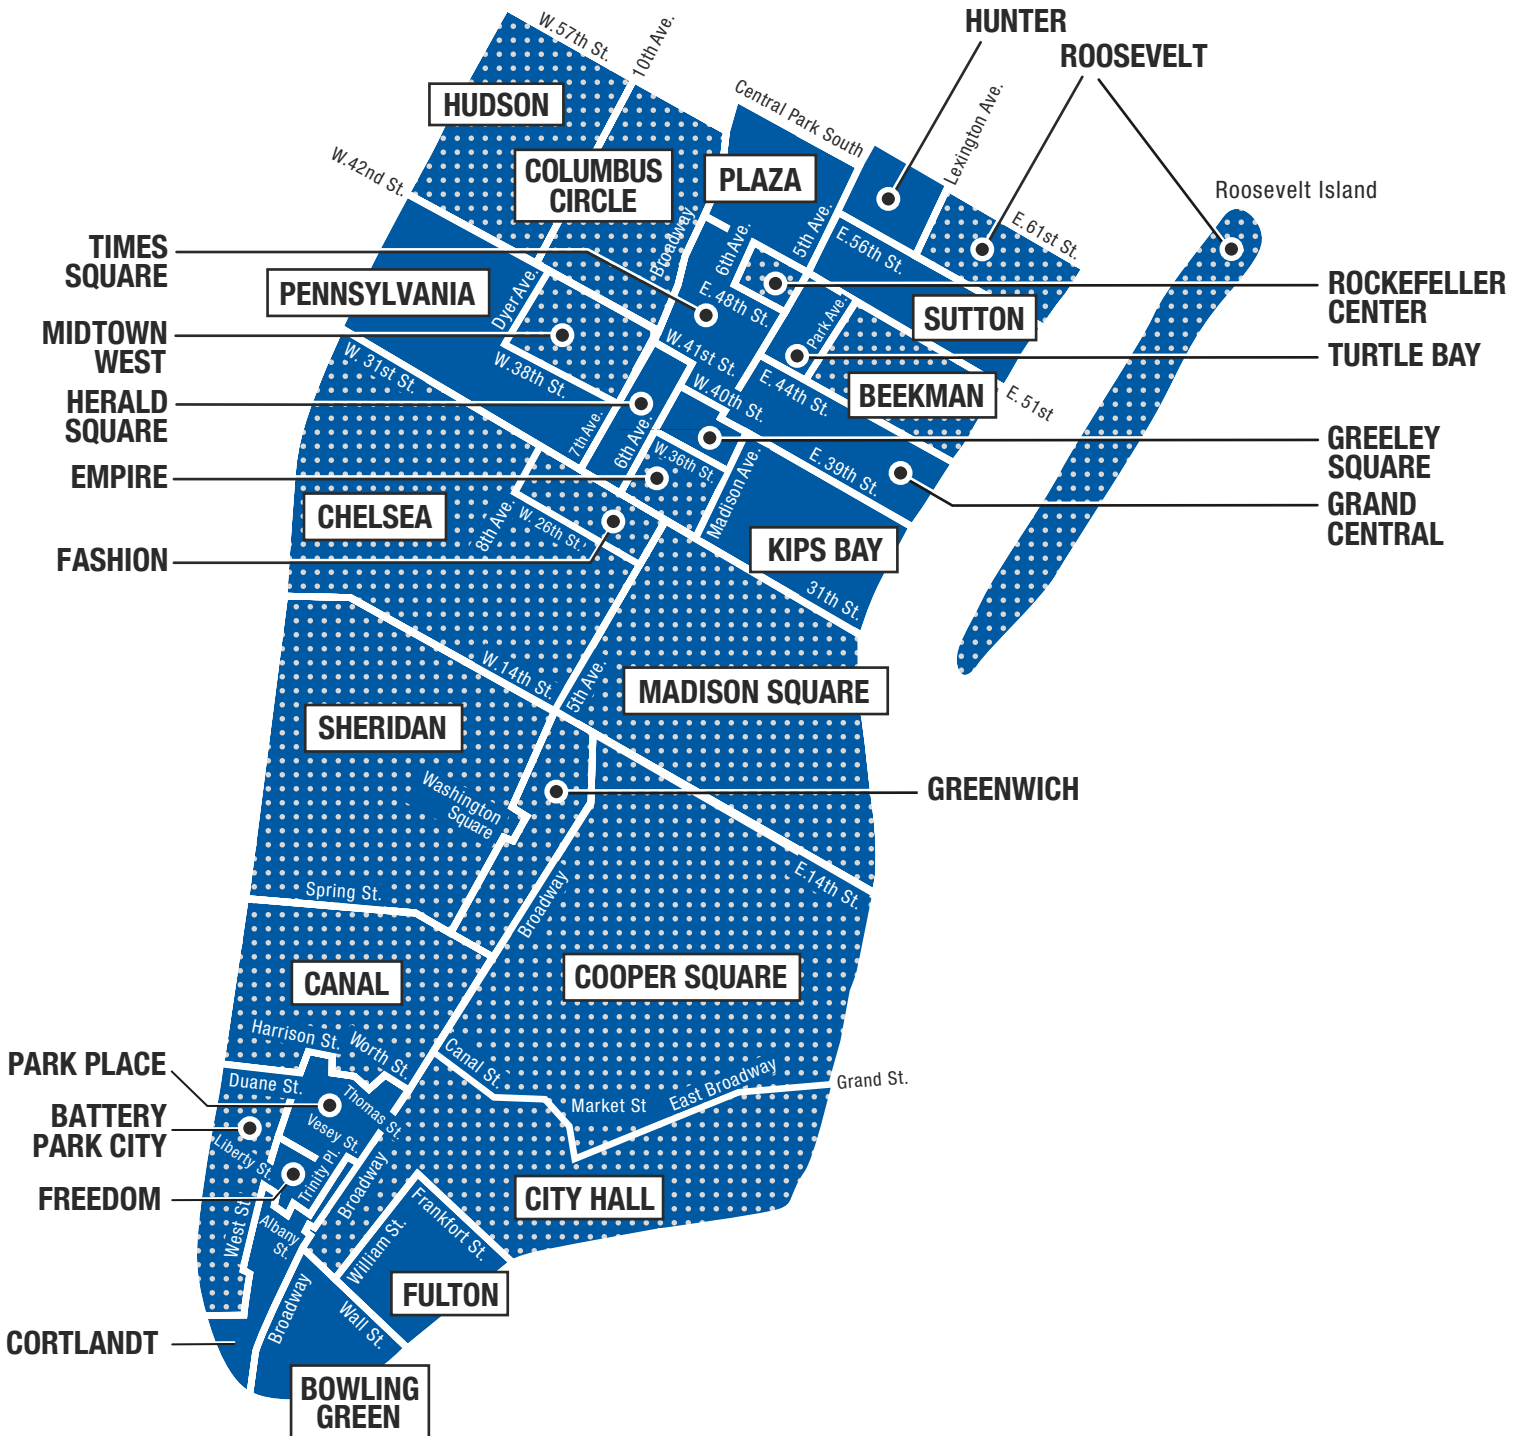 HUNTER
ROOSEVELT
W.57th St.
10th Ave.
Central Park South
Lexington Ave.
HUDSON
COLUMBUS
CIRCLE
PLAZA
W.42nd St.
Roosevelt Island
E.61st St.
5th Ave.
E.56th St.
6th Ave.
Broadway
TIMES
SQUARE
PENNSYLVANIA
Dyer Ave.
E. 48th St.
Park Ave.
SUTTON
ROCKEFELLER
CENTER
MIDTOWN
WEST
W. 31st St.
W.38th St.
W.41st St.
TURTLE BAY
E. 44th St.
BEEKMAN
E. 51st
HERALD
SQUARE
7th Ave.
6th Ave.
W.40th St.
W.36th St.
GREELEY
SQUARE
E. 39th St.
EMPIRE
Madison Ave.
GRAND
CENTRAL
CHELSEA
8th Ave.
W. 26th St.
KIPS BAY
FASHION
31th St.
W.14th St.
5th Ave.
MADISON SQUARE
SHERIDAN
Washington
Square
GREENWICH
E.14th St.
Spring St.
Broadway
CANAL
COOPER SQUARE
Harrison St.
Worth St.
Canal St.
PARK PLACE
Duane St.
Thomas St.
Market St
East Broadway
Grand St.
BATTERY
PARK CITY
Vesey St.
Liberty St.
Trinity Pl.
FREEDOM
Broadway
CITY HALL
West St.
Albany
St.
William St.
Frankfort St.
FULTON
Broadway
Wall St.
CORTLANDT
BOWLING
GREEN